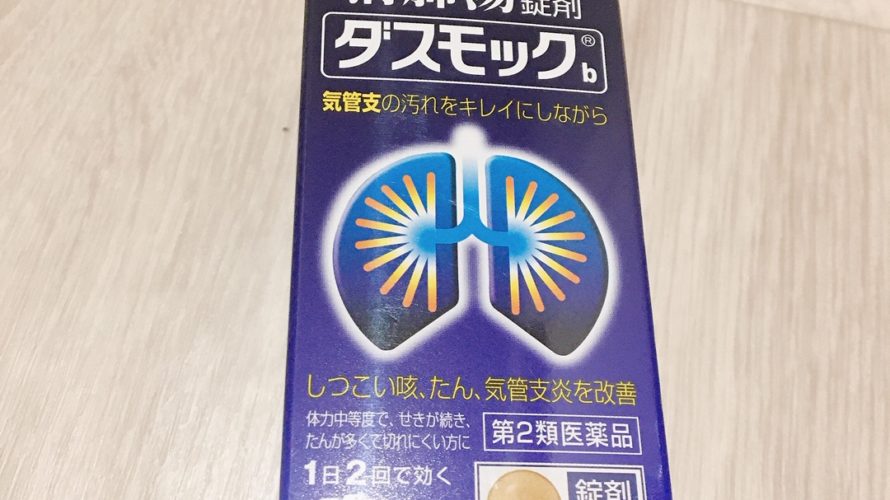 錠剤
ダスモック®b
気管支の汚れをキレイにしながら
しつこい咳、たん、気管支炎を改善
体力中等度で、せきが続き、
たんが多くて切れにくい方に
第2類医薬品
1日2回で効く
錠剤